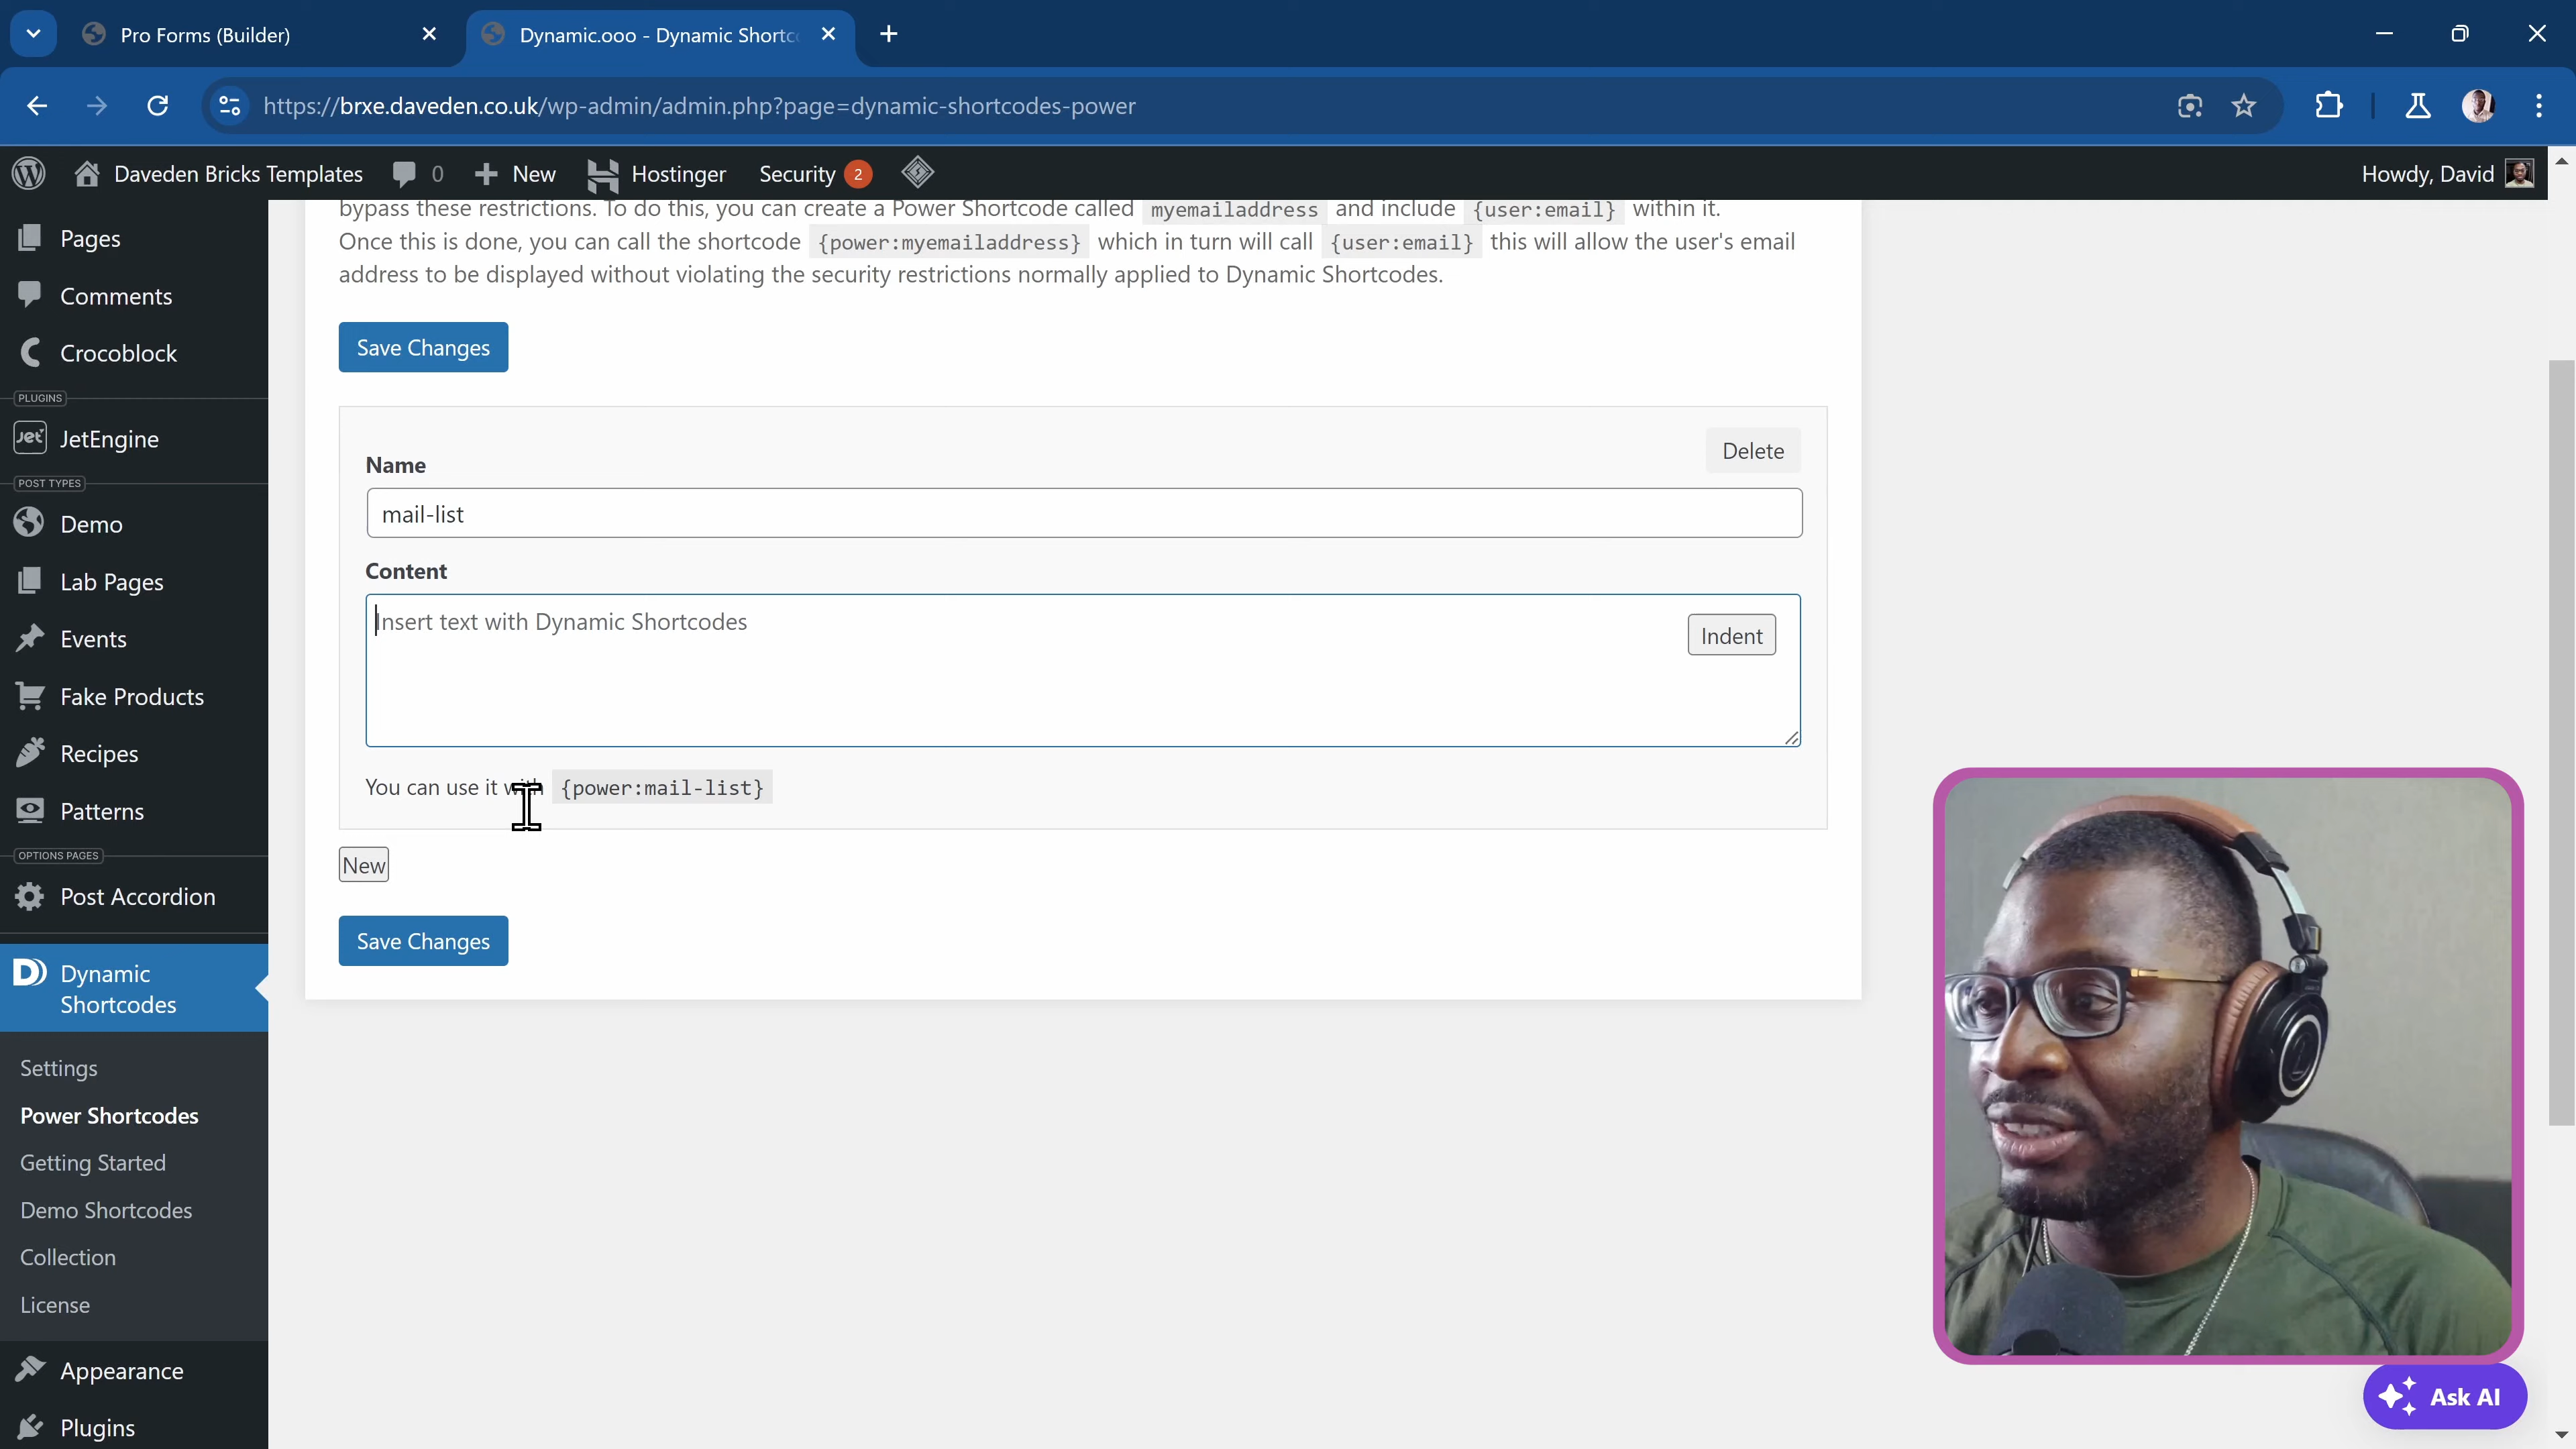 Pro Forms (Builder)
Dynamic.ooo - Dynamic Shortc
https://brxe.daveden.co.uk/wp-admin/admin.php?page=dynamic-shortcodes-power
Daveden Bricks Templates
0
New
Hostinger
Security 2
Howdy, David
Pages
Comments
Crocoblock
PLUGINS
Jet
JetEngine
POST TYPES
Demo
Lab Pages
Events
Fake Products
Recipes
Patterns
OPTIONS PAGES
Post Accordion
Dynamic
Shortcodes
Settings
Power Shortcodes
Getting Started
Demo Shortcodes
Collection
License
Appearance
Plugins
bypass these restrictions. To do this, you can create a Power Shortcode called myemailaddress and include {user:email} within it.
Once this is done, you can call the shortcode {power:myemailaddress} which in turn will call {user:email} this will allow the user's email
address to be displayed without violating the security restrictions normally applied to Dynamic Shortcodes.
Save Changes
Delete
Name
mail-list
Content
Insert text with Dynamic Shortcodes
Indent
You can use it with {power:mail-list}
New
Save Changes
Ask AI